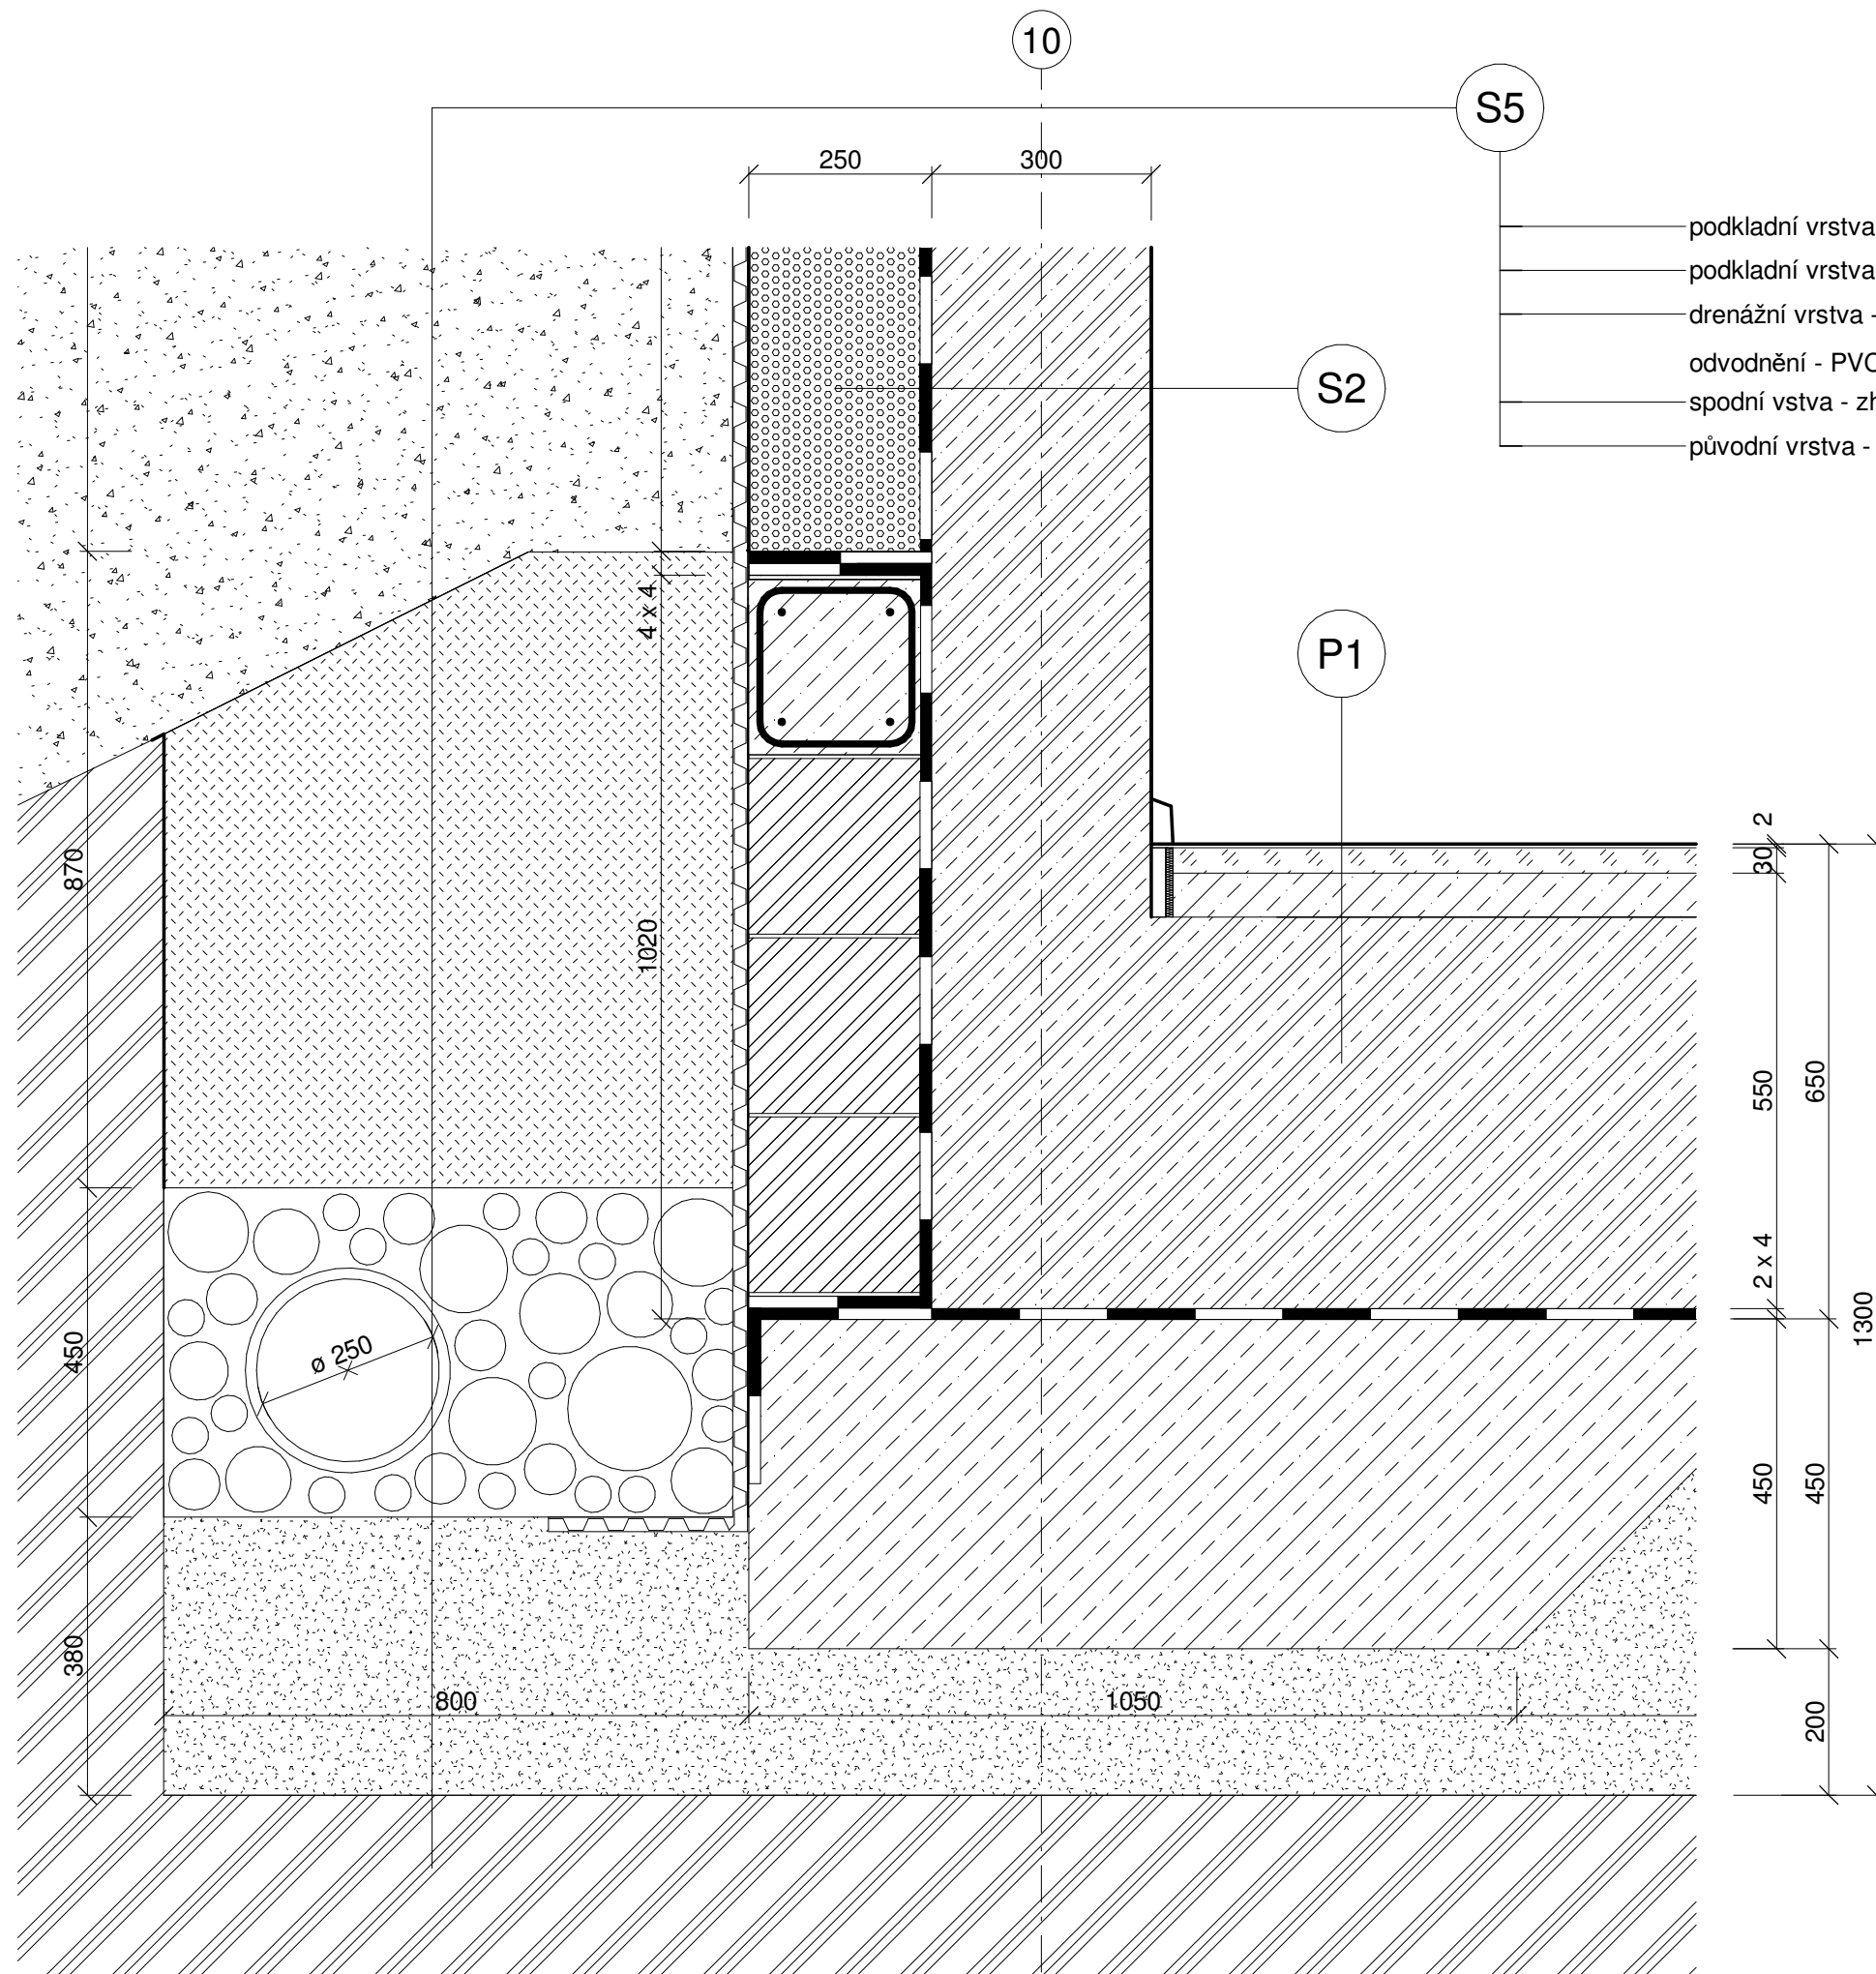 10
S5
250
300
podkladní vrstva
podkladní vrstva
drenážní vrstva -
odvodnění - PVC
spodní vstva - zh
původní vrstva -
S2
4 x 4
P1
2
30
870
1020
550
650
2 x 4
1300
ø 250
450
450
450
380
800
1050
200